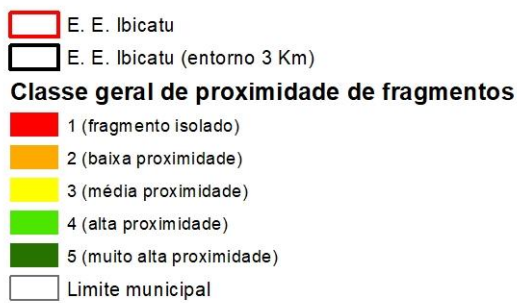 E. E. Ibicatu
E. E. Ibicatu (entorno 3 Km)
Classe geral de proximidade de fragmentos
1 (fragmento isolado)
2 (baixa proximidade)
3 (média proximidade)
4 (alta proximidade)
5 (muito alta proximidade)
Limite municipal